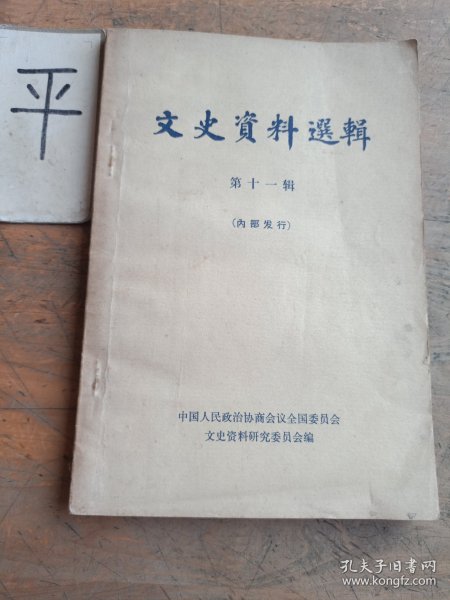 平
文史資料選輯
第十一辑
(內部发行)
中国人民政治协商会议全国委员会
文史资料研究委员会編
孔夫子旧书网
www.kongfz.com